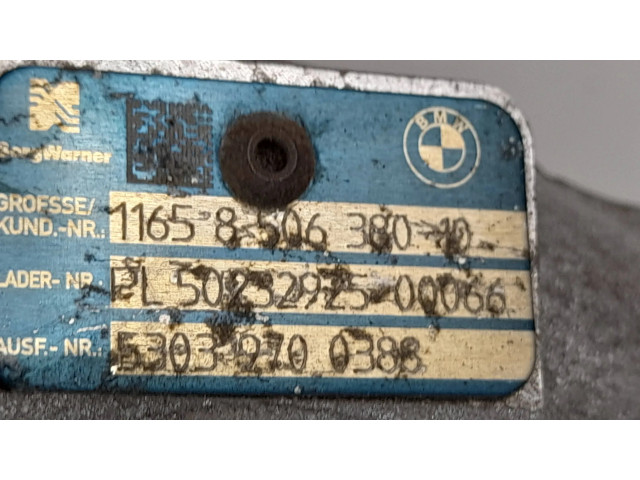 BorgWarner
BMW
GROFSSE/
KUND.-NR.: 1165 8 506 380-10
LADER-NR.: PL 50232925-00066
AUSF.-NR.: 5303 970 0388